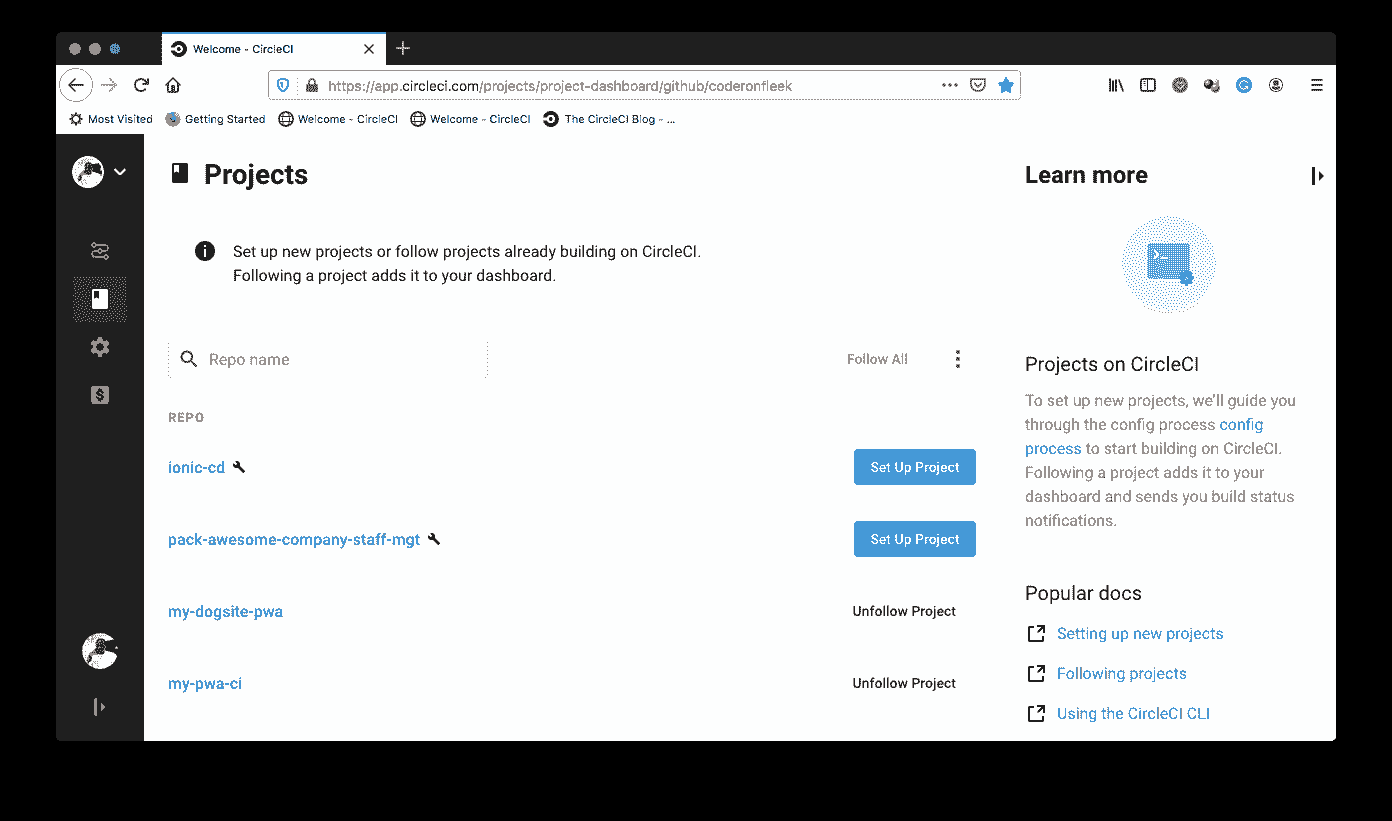 Welcome - CircleCI
https://app.circleci.com/projects/project-dashboard/github/coderonfleek
Most Visited Getting Started Welcome - CircleCI Welcome - CircleCI The CircleCI Blog - ...
Projects
Set up new projects or follow projects already building on CircleCI.
Following a project adds it to your dashboard.
Repo name
Follow All
REPO
ionic-cd
Set Up Project
pack-awesome-company-staff-mgt
Set Up Project
my-dogsite-pwa
Unfollow Project
my-pwa-ci
Unfollow Project
Learn more
Projects on CircleCI
To set up new projects, we'll guide you
through the config process config
process to start building on CircleCI.
Following a project adds it to your
dashboard and sends you build status
notifications.
Popular docs
Setting up new projects
Following projects
Using the CircleCI CLI